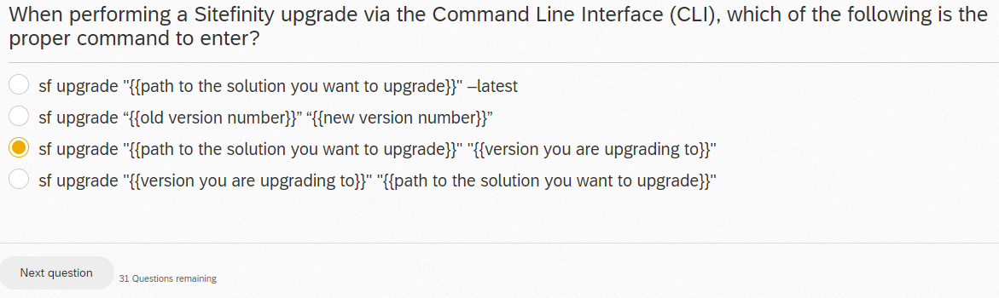 When performing a Sitefinity upgrade via the Command Line Interface (CLI), which of the following is the
proper command to enter?
sf upgrade "{{path to the solution you want to upgrade}}" –latest
sf upgrade “{{old version number}}” “{{new version number}}”
sf upgrade "{{path to the solution you want to upgrade}}" "{{version you are upgrading to}}"
sf upgrade "{{version you are upgrading to}}" "{{path to the solution you want to upgrade}}"
Next question
31 Questions remaining